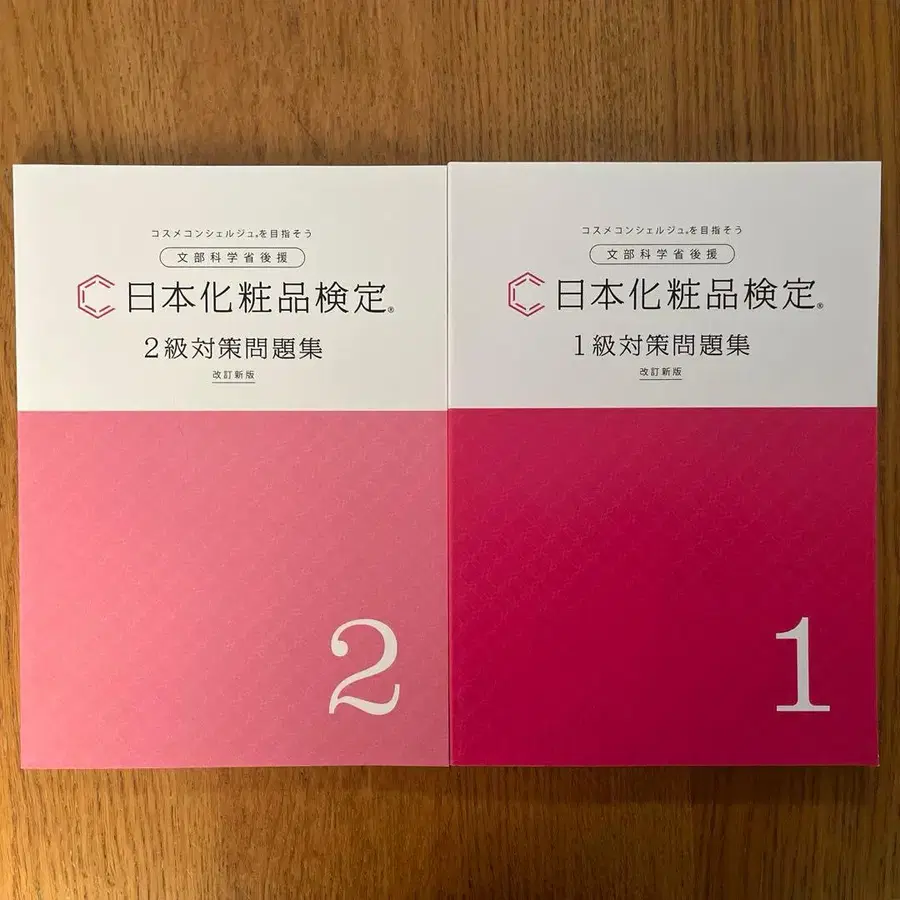 コスメコンシェルジュ®を目指そう
文部科学省後援
日本化粧品検定®
2級対策問題集
改訂新版
2
コスメコンシェルジュ®を目指そう
文部科学省後援
日本化粧品検定®
1級対策問題集
改訂新版
1